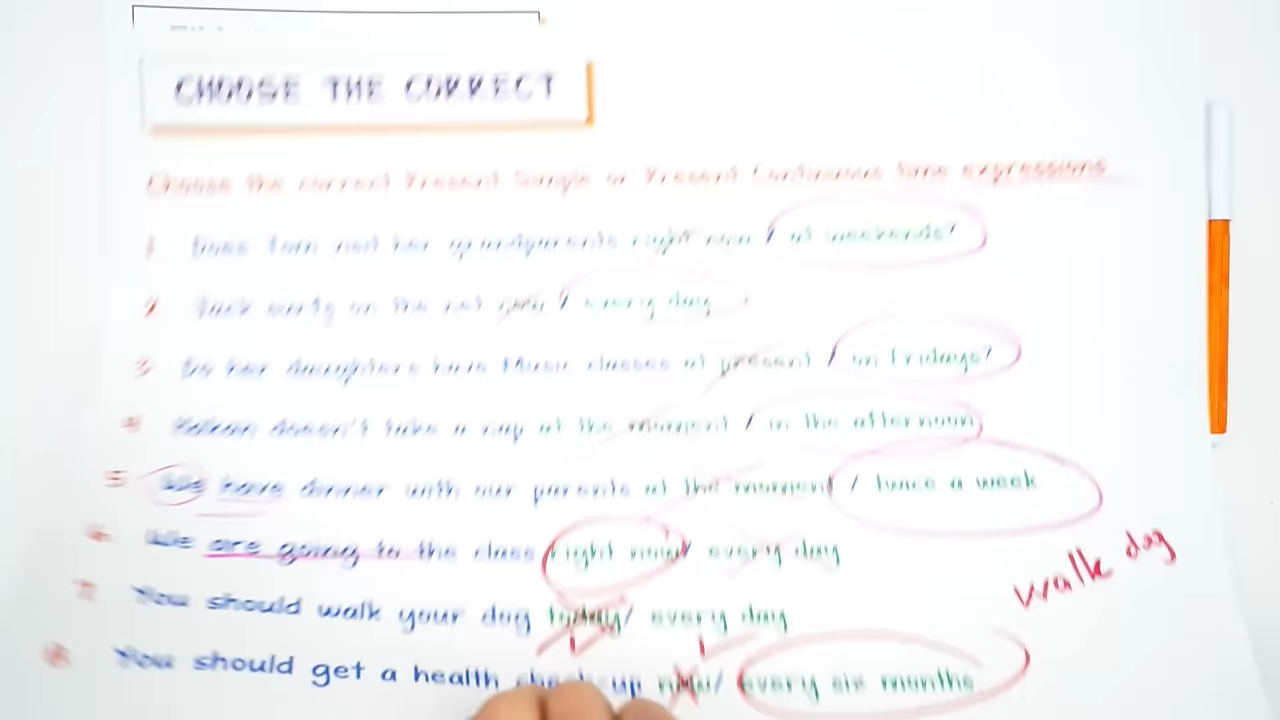 CHOOSE THE CORRECT
Choose the correct Present Simple or Present Continuous time expressions
1 Does Tom visit her grandparents right now / at weekends?
2 Jack surfs on the net now / every day
3 Do her daughters have Music classes at present / on Fridays?
4 doesn't take a nap at the moment / in the afternoon
5 We have dinner with our parents at the moment / twice a week
6 We are going to the class right now/ every day
7 You should walk your dog today/ every day
walk dog
8 You should get a health check-up now/ every six months